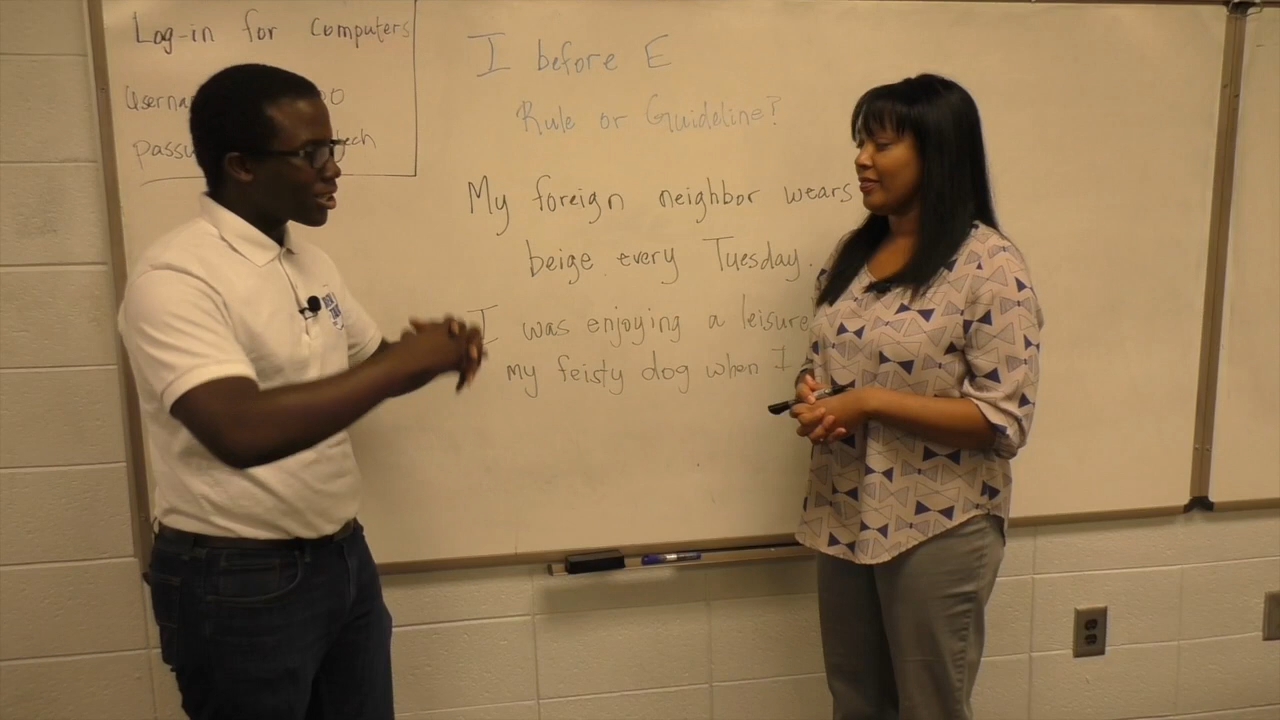 Log-in for Computers
I before E
Rule or Guideline?
My foreign neighbor wears
beige every Tuesday.
I was enjoying a
my feisty dog when I